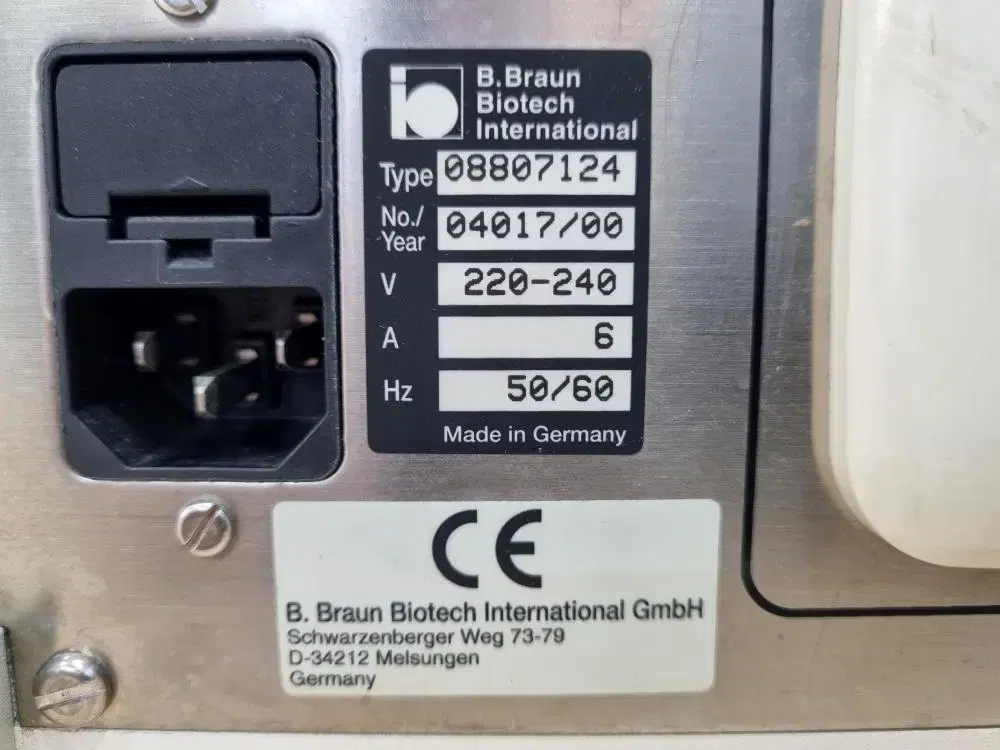 B.Braun
Biotech
International
Type 08807124
No./
Year 04017/00
V 220-240
A 6
Hz 50/60
Made in Germany
CE
B. Braun Biotech International GmbH
Schwarzenberger Weg 73-79
D-34212 Melsungen
Germany